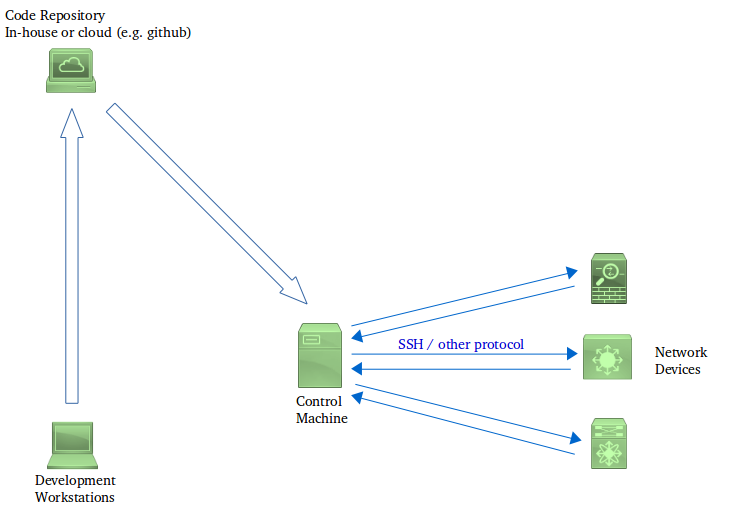 Code Repository
In-house or cloud (e.g. github)
SSH / other protocol
Network
Devices
Control
Machine
Development
Workstations